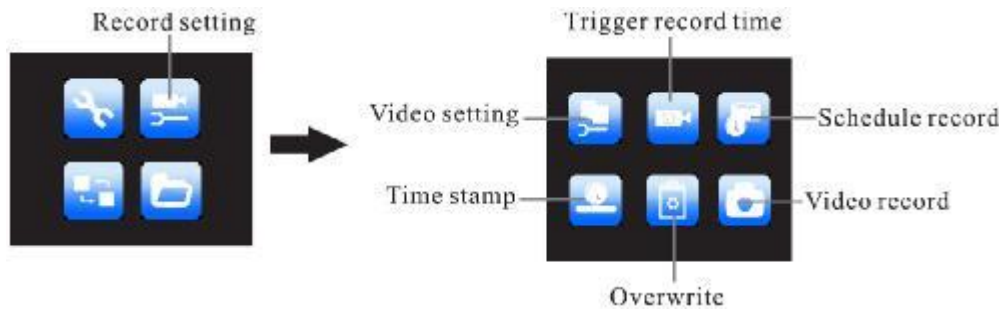 Record setting
Trigger record time
Video setting
Schedule record
Time stamp
Video record
Overwrite